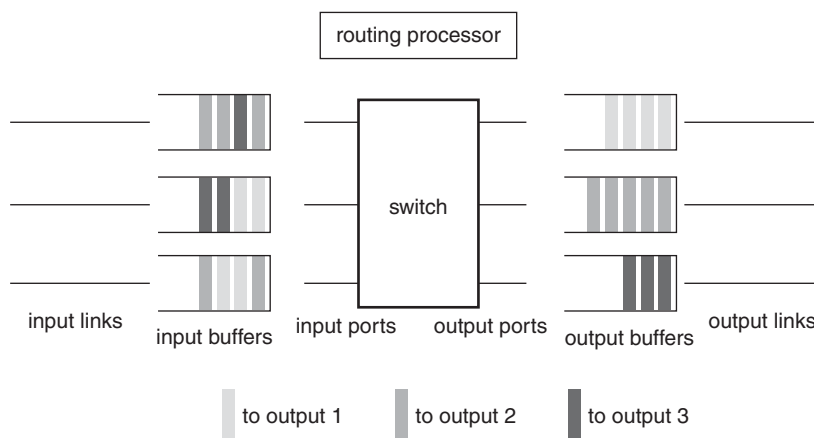 routing processor
switch
input links
input buffers
input ports
output ports
output buffers
output links
to output 1
to output 2
to output 3